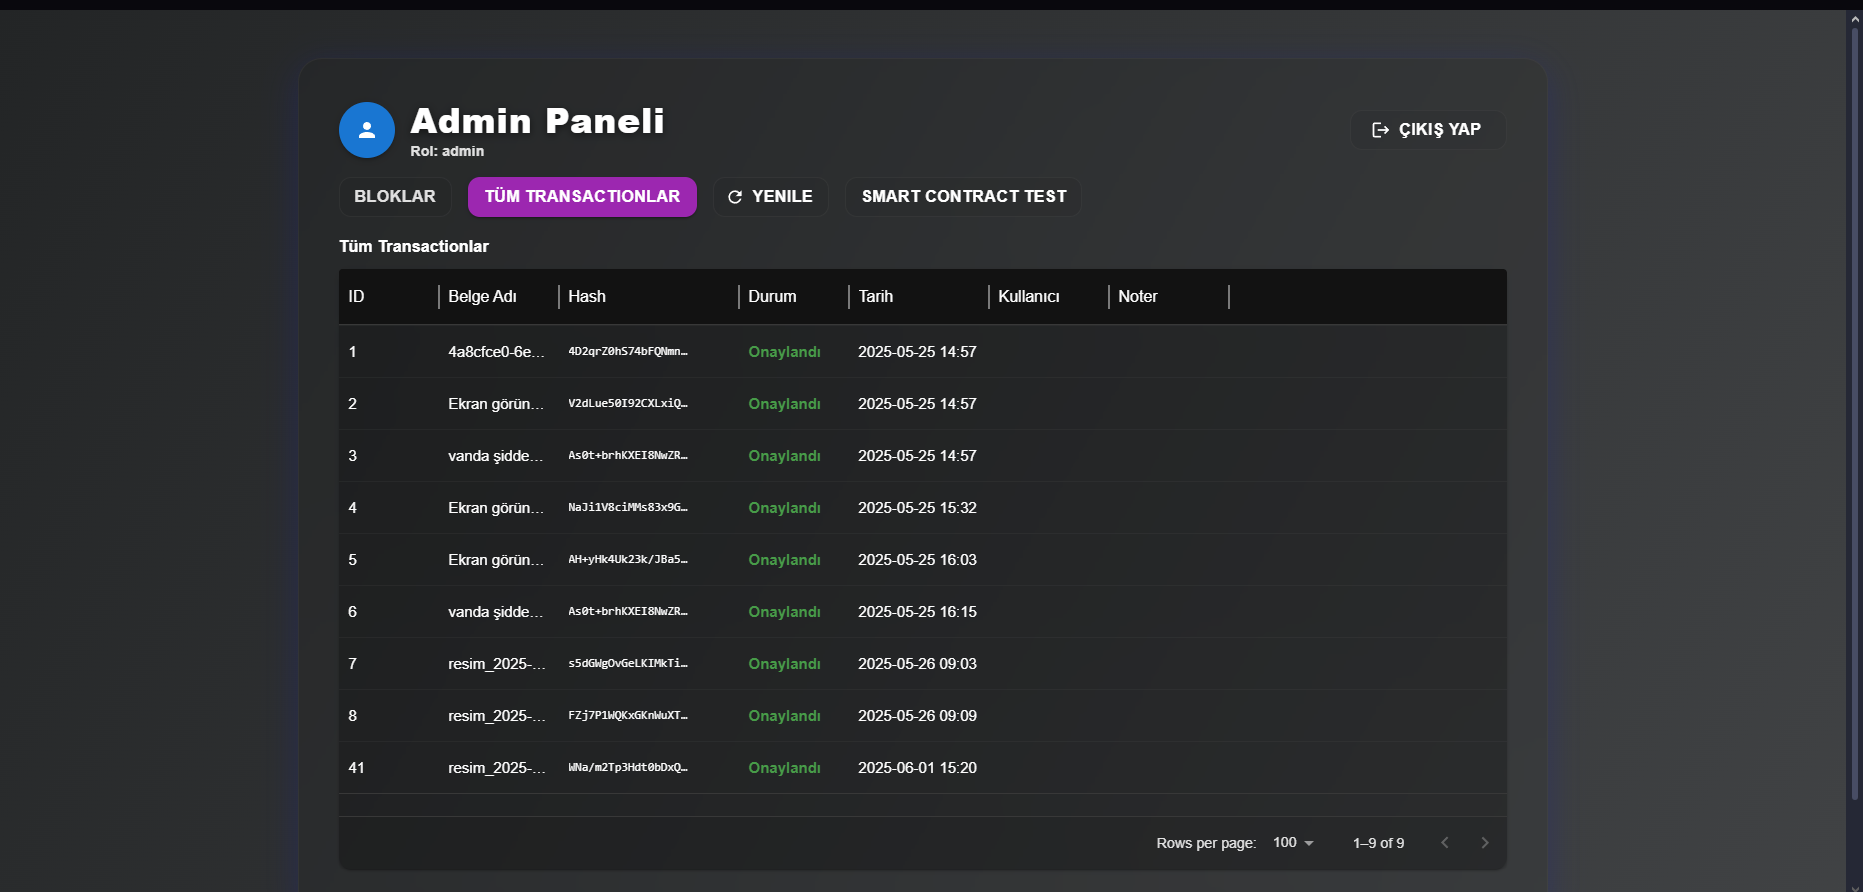 Admin Paneli
Rol: admin
ÇIKIŞ YAP
BLOKLAR TÜM TRANSACTIONLAR YENILE SMART CONTRACT TEST
Tüm Transactionlar
ID Belge Adı Hash Durum Tarih Kullanıcı Noter
1 4a8cfce0-6e... 4D2qrZ0hS74bFQNmn… Onaylandı 2025-05-25 14:57
2 Ekran görün... V2dLue50I92CXLxiQ… Onaylandı 2025-05-25 14:57
3 vanda şidde... As0t+brhKXEI8NwZR… Onaylandı 2025-05-25 14:57
4 Ekran görün... NaJi1V8ciMMs83x9G… Onaylandı 2025-05-25 15:32
5 Ekran görün... AH+yHk4Uk23k/JBa5… Onaylandı 2025-05-25 16:03
6 vanda şidde... As0t+brhKXEI8NwZR… Onaylandı 2025-05-25 16:15
7 resim_2025-... s5dGWgOvGeLKIMkTi… Onaylandı 2025-05-26 09:03
8 resim_2025-... FZj7P1WQKxGKnWuXT… Onaylandı 2025-05-26 09:09
41 resim_2025-... WNa/m2Tp3Hdt0bDxQ… Onaylandı 2025-06-01 15:20
Rows per page: 100 1–9 of 9